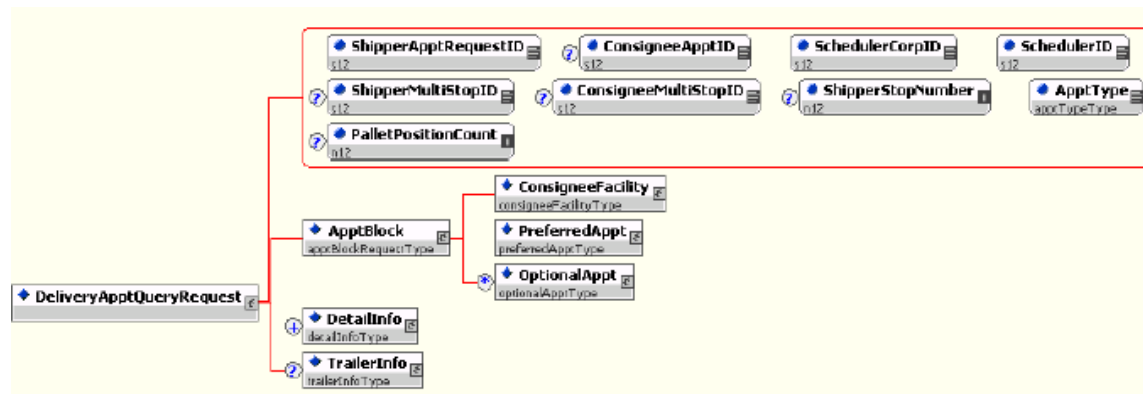 ShipperApptRequestID ConsigneeApptID SchedulerCorpID SchedulerID
s12 s12 s12 s12
ShipperMultiStopID ConsigneeMultiStopID ShipperStopNumber ApptType
s12 s12 n12 apptTypeType
PalletPositionCount
n12
ConsigneeFacility
consigneeFacilityType
ApptBlock PreferredAppt
apptBlockRequestType preferredApptType
OptionalAppt
optionalApptType
DeliveryApptQueryRequest
DetailInfo
detailInfoType
TrailerInfo
trailerInfoType